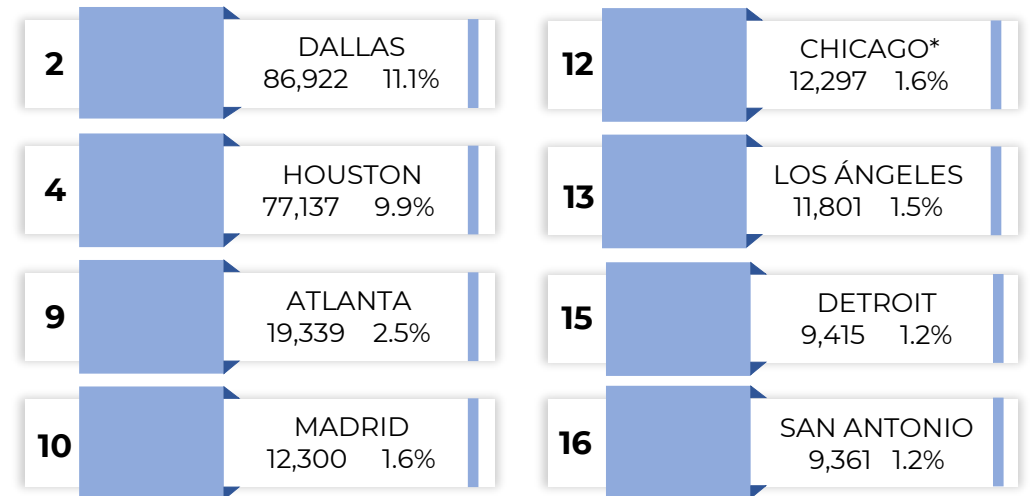 2
DALLAS
86,922 11.1%
4
HOUSTON
77,137 9.9%
9
ATLANTA
19,339 2.5%
10
MADRID
12,300 1.6%
12
CHICAGO*
12,297 1.6%
13
LOS ÁNGELES
11,801 1.5%
15
DETROIT
9,415 1.2%
16
SAN ANTONIO
9,361 1.2%